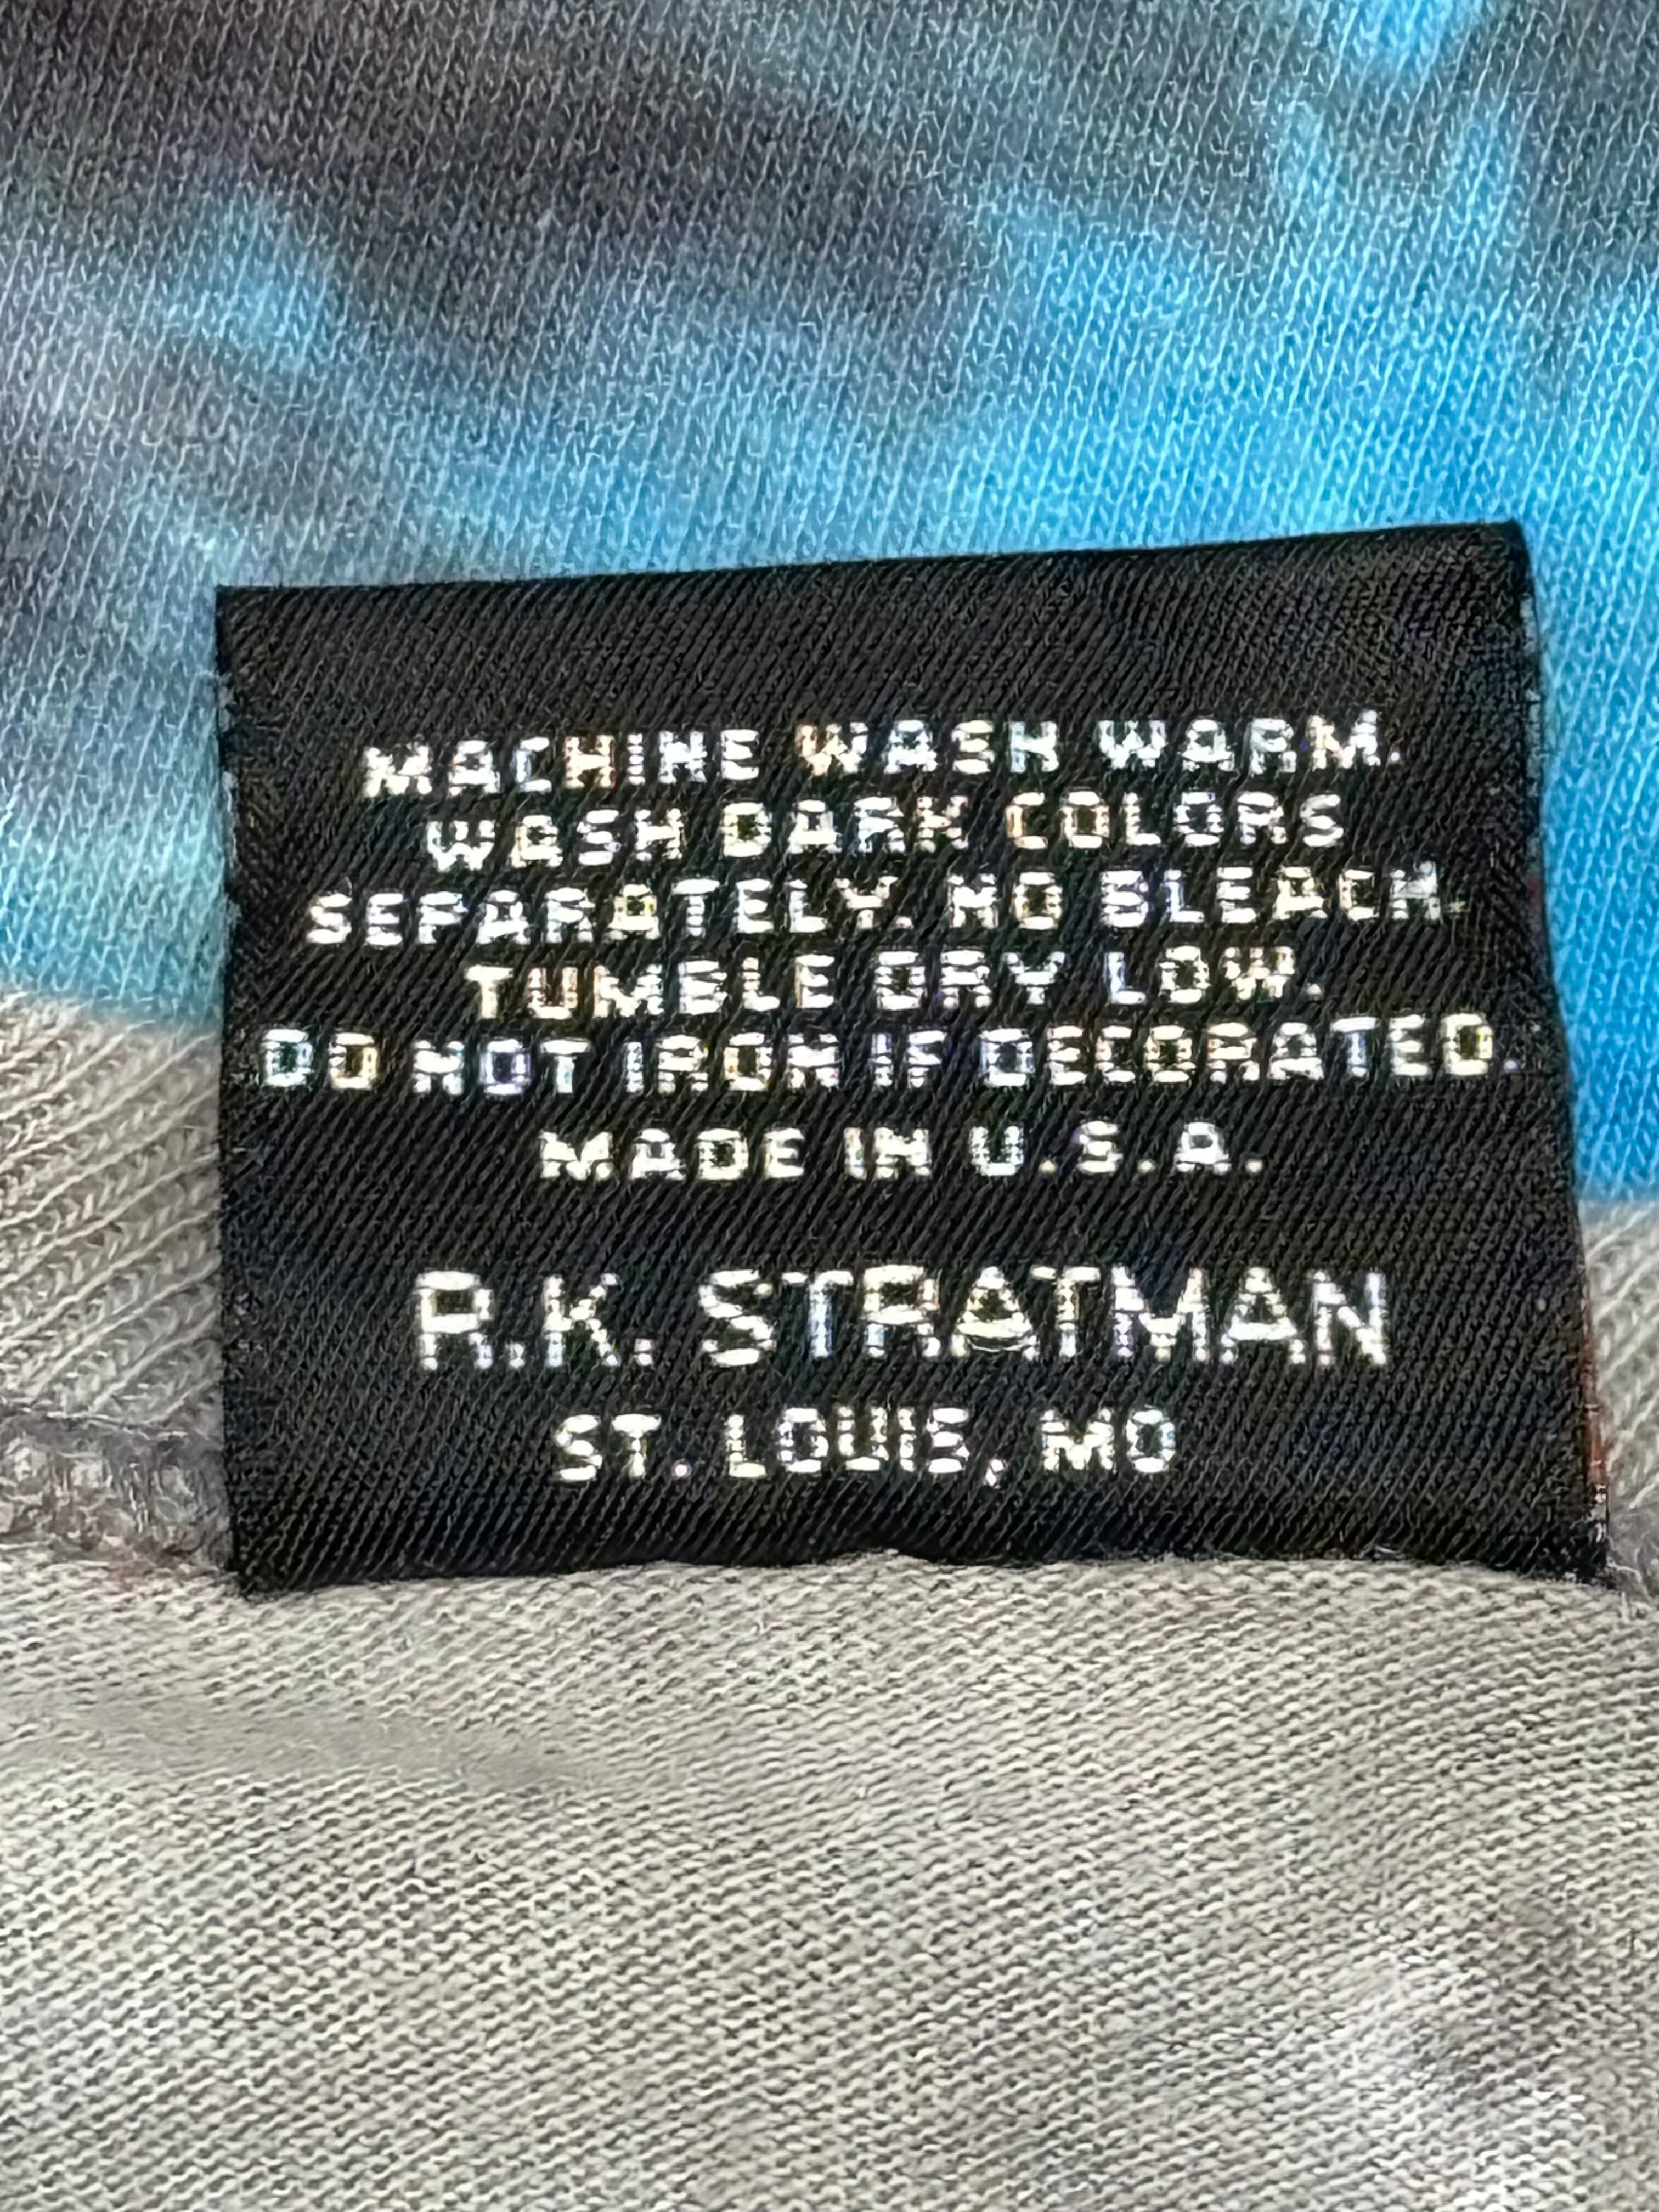 MACHINE WASH WARM.
WASH DARK COLORS
SEPARATELY. NO BLEACH.
TUMBLE DRY LOW.
DO NOT IRON IF DECORATED.
MADE IN U.S.A.
R.K. STRATMAN
ST. LOUIS, MO